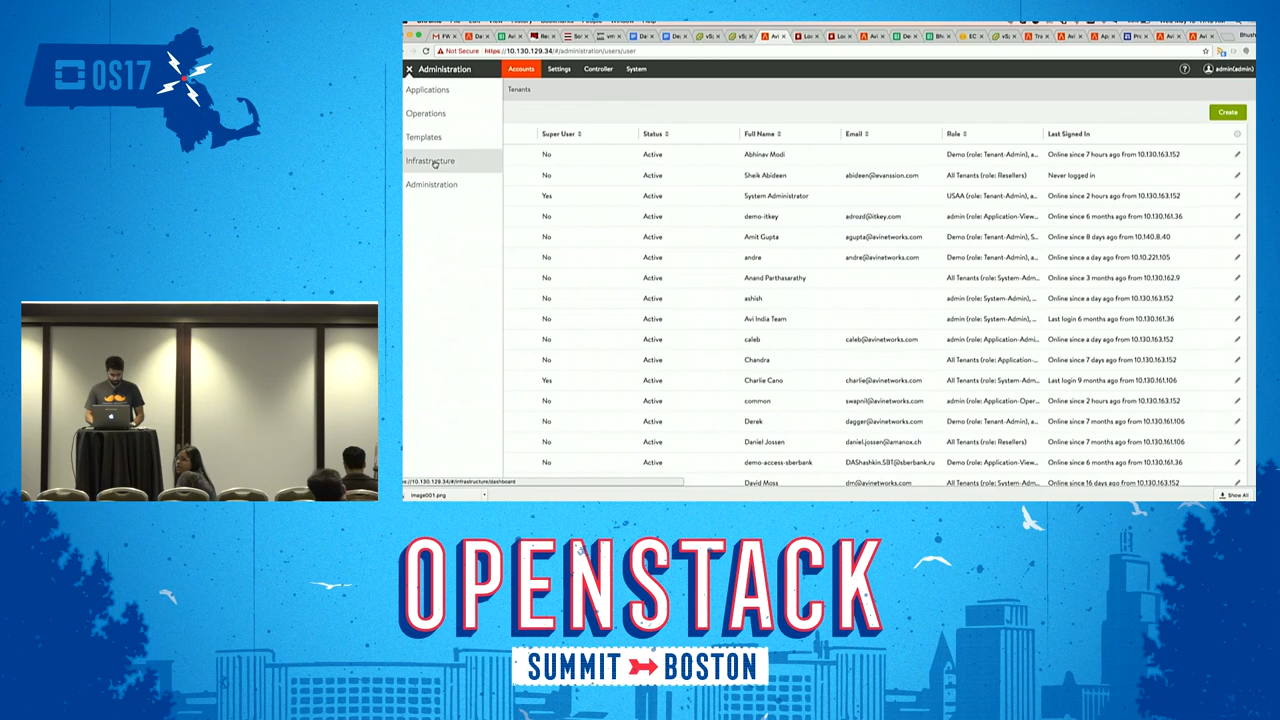 OS17
Not Secure https://10.130.129.34/#/administration/users/user
Administration Accounts Settings Controller System admin(admin)
Applications
Operations
Templates
Infrastructure
Administration
Tenants
Create
Super User Status Full Name Email Role Last Signed In
No Active Abhinav Modi Demo (role: Tenant-Admin), a... Online since 7 hours ago from 10.130.163.152
No Active Sheik Abideen abideen@evanssion.com All Tenants (role: Resellers) Never logged in
Yes Active System Administrator USAA (role: Tenant-Admin), a... Online since 2 hours ago from 10.130.163.152
No Active demo-itkey adrozd@itkey.com admin (role: Application-View... Online since 6 months ago from 10.130.161.36
No Active Amit Gupta agupta@avinetworks.com Demo (role: Tenant-Admin), S... Online since 8 days ago from 10.140.8.40
No Active andre andre@avinetworks.com Demo (role: Tenant-Admin), a... Online since a day ago from 10.10.221.105
No Active Anand Parthasarathy All Tenants (role: System-Adm... Online since 3 months ago from 10.130.162.9
No Active ashish admin (role: System-Admin), ... Online since a day ago from 10.130.163.152
No Active Avi India Team admin (role: System-Admin), ... Last login 6 months ago from 10.130.161.36
No Active caleb caleb@avinetworks.com admin (role: Application-Admi... Online since a day ago from 10.130.163.152
No Active Chandra All Tenants (role: Application-... Online since 7 days ago from 10.130.163.152
Yes Active Charlie Cano charlie@avinetworks.com All Tenants (role: System-Adm... Last login 9 months ago from 10.130.161.106
No Active common swapnil@avinetworks.com admin (role: Application-Oper... Online since 2 hours ago from 10.130.163.152
No Active Derek dagger@avinetworks.com Demo (role: Tenant-Admin), a... Online since 7 months ago from 10.130.161.106
No Active Daniel Jossen daniel.jossen@amanox.ch All Tenants (role: Resellers) Online since 7 months ago from 10.130.161.106
No Active demo-access-sberbank DAShashkin.SBT@sberbank.ru Demo (role: Application-View... Online since 6 months ago from 10.130.161.36
No Active David Moss dm@avinetworks.com All Tenants (role: System-Adm... Online since 16 days ago from 10.130.163.152
://10.130.129.34/#/infrastructure/dashboard
image001.png Show All
OPENSTACK
SUMMIT BOSTON